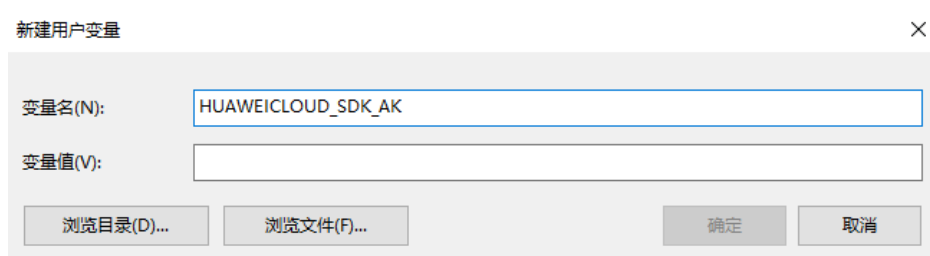 新建用户变量
变量名(N):
HUAWEICLOUD_SDK_AK
变量值(V):
浏览目录(D)...
浏览文件(F)...
确定
取消